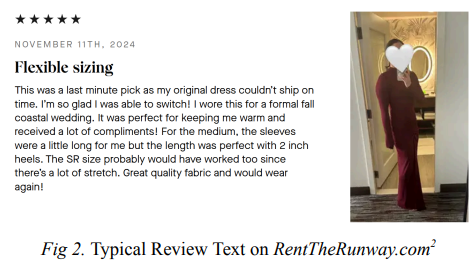 ★★★★★
NOVEMBER 11TH, 2024
Flexible sizing
This was a last minute pick as my original dress couldn't ship on
time. I'm so glad I was able to switch! I wore this for a formal fall
coastal wedding. It was perfect for keeping me warm and
received a lot of compliments! For the medium, the sleeves
were a little long for me but the length was perfect with 2 inch
heels. The SR size probably would have worked too since
there's a lot of stretch. Great quality fabric and would wear
again!
Fig 2. Typical Review Text on RentTheRunway.com2